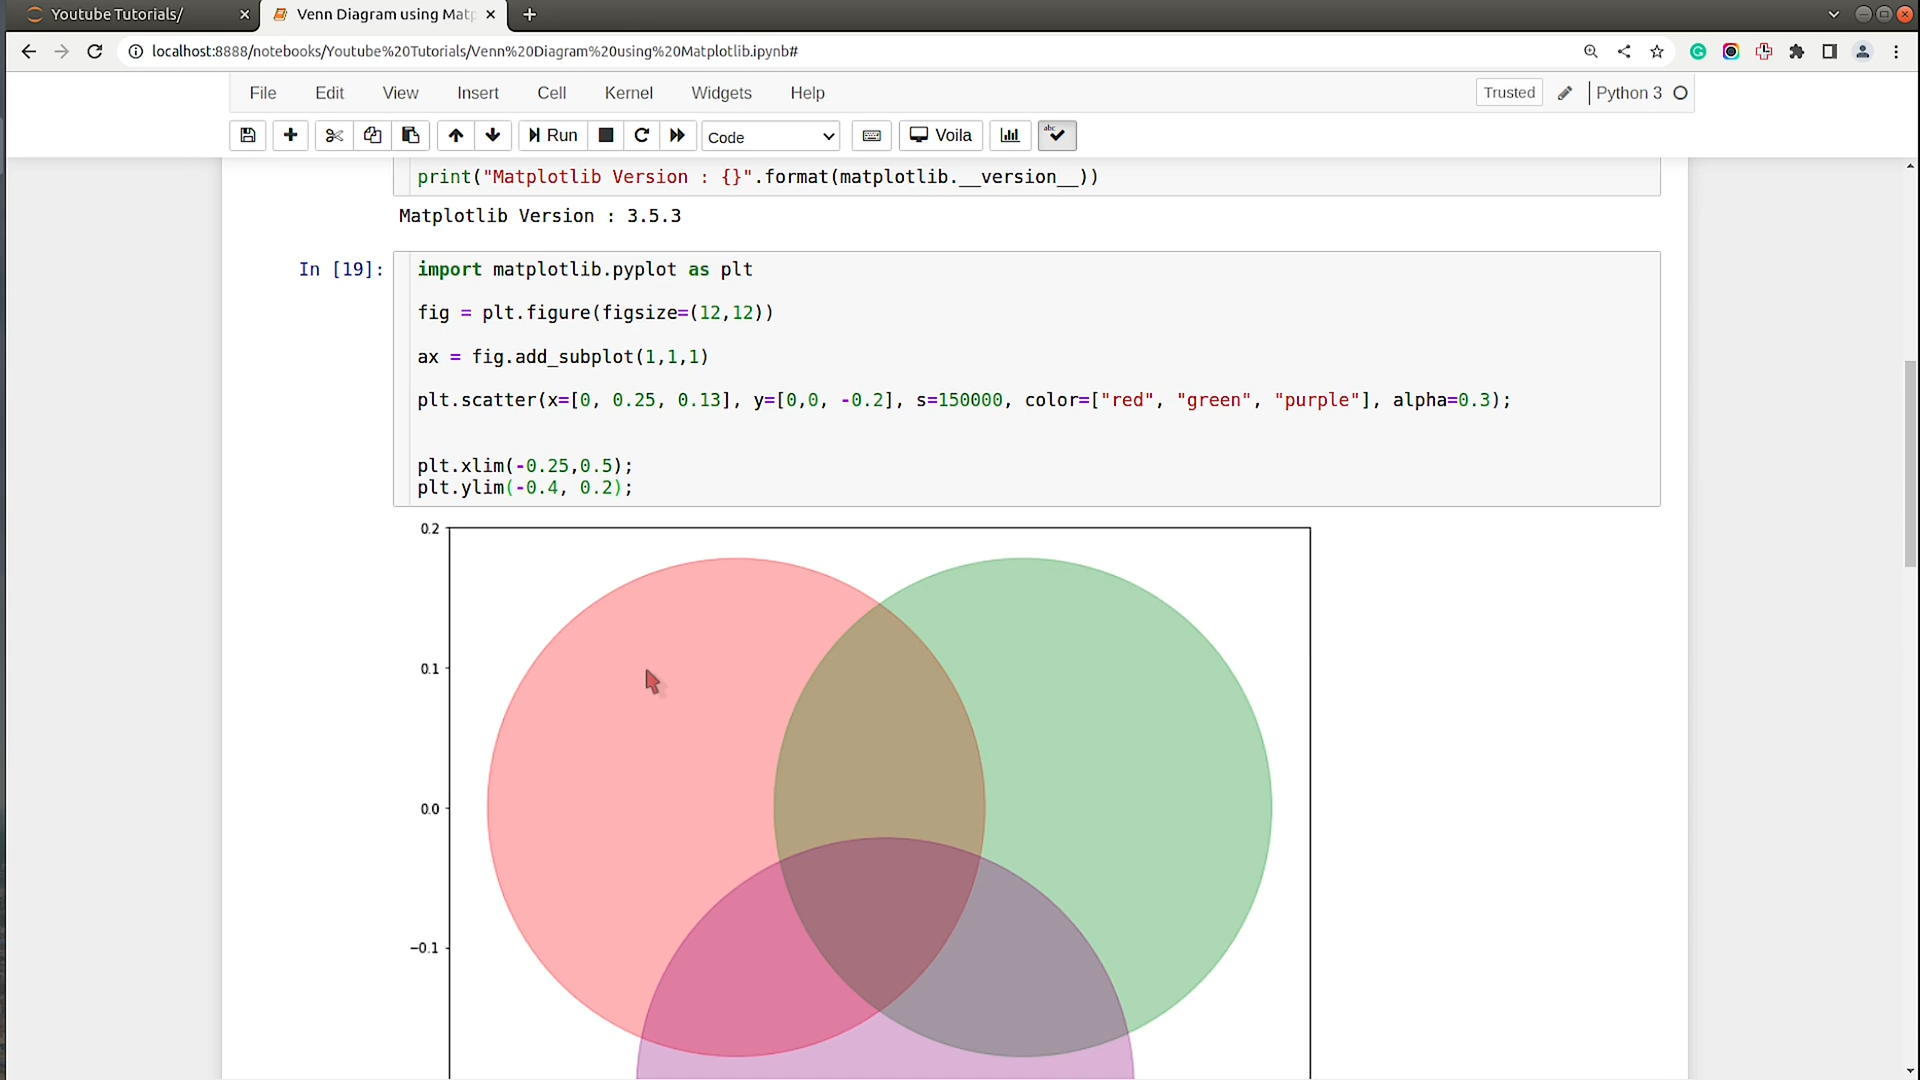 Youtube Tutorials/
Venn Diagram using Matp
localhost:8888/notebooks/Youtube%20Tutorials/Venn%20Diagram%20using%20Matplotlib.ipynb#
File Edit View Insert Cell Kernel Widgets Help Trusted Python 3
Run Code abc Voila
print("Matplotlib Version : {}".format(matplotlib.__version__))
Matplotlib Version : 3.5.3
In [19]:
import matplotlib.pyplot as plt
fig = plt.figure(figsize=(12,12))
ax = fig.add_subplot(1,1,1)
plt.scatter(x=[0, 0.25, 0.13], y=[0,0, -0.2], s=150000, color=["red", "green", "purple"], alpha=0.3);
plt.xlim(-0.25,0.5);
plt.ylim(-0.4, 0.2);
0.2
0.1
0.0
−0.1